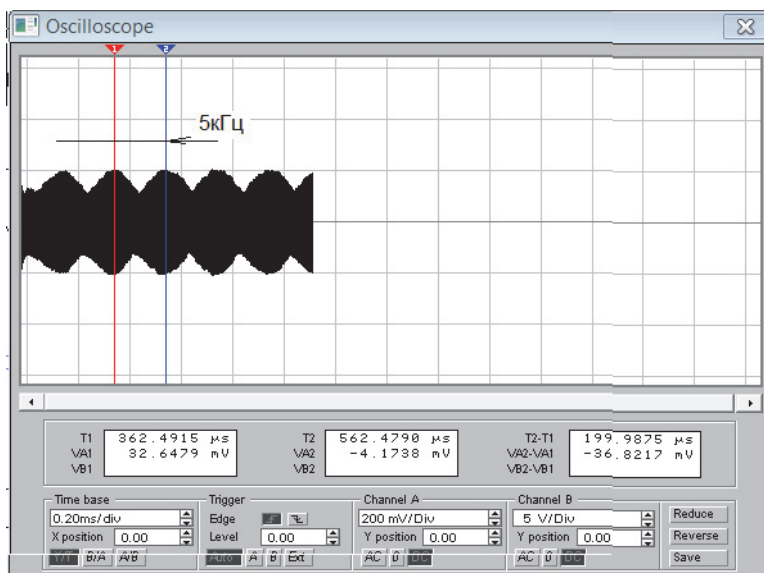 Oscilloscope
1 2
5кГц
T1 362.4915 μs T2 562.4790 μs T2-T1 199.9875 μs
VA1 32.6479 mV VA2 -4.1738 mV VA2-VA1 -36.8217 mV
VB1 VB2 VB2-VB1
Time base Trigger Channel A Channel B
0.20ms/div Edge 200 mV/Div 5 V/Div Reduce
X position 0.00 Level 0.00 Y position 0.00 Y position 0.00 Reverse
Y/T B/A A/B Auto A B Ext AC 0 DC AC 0 DC Save